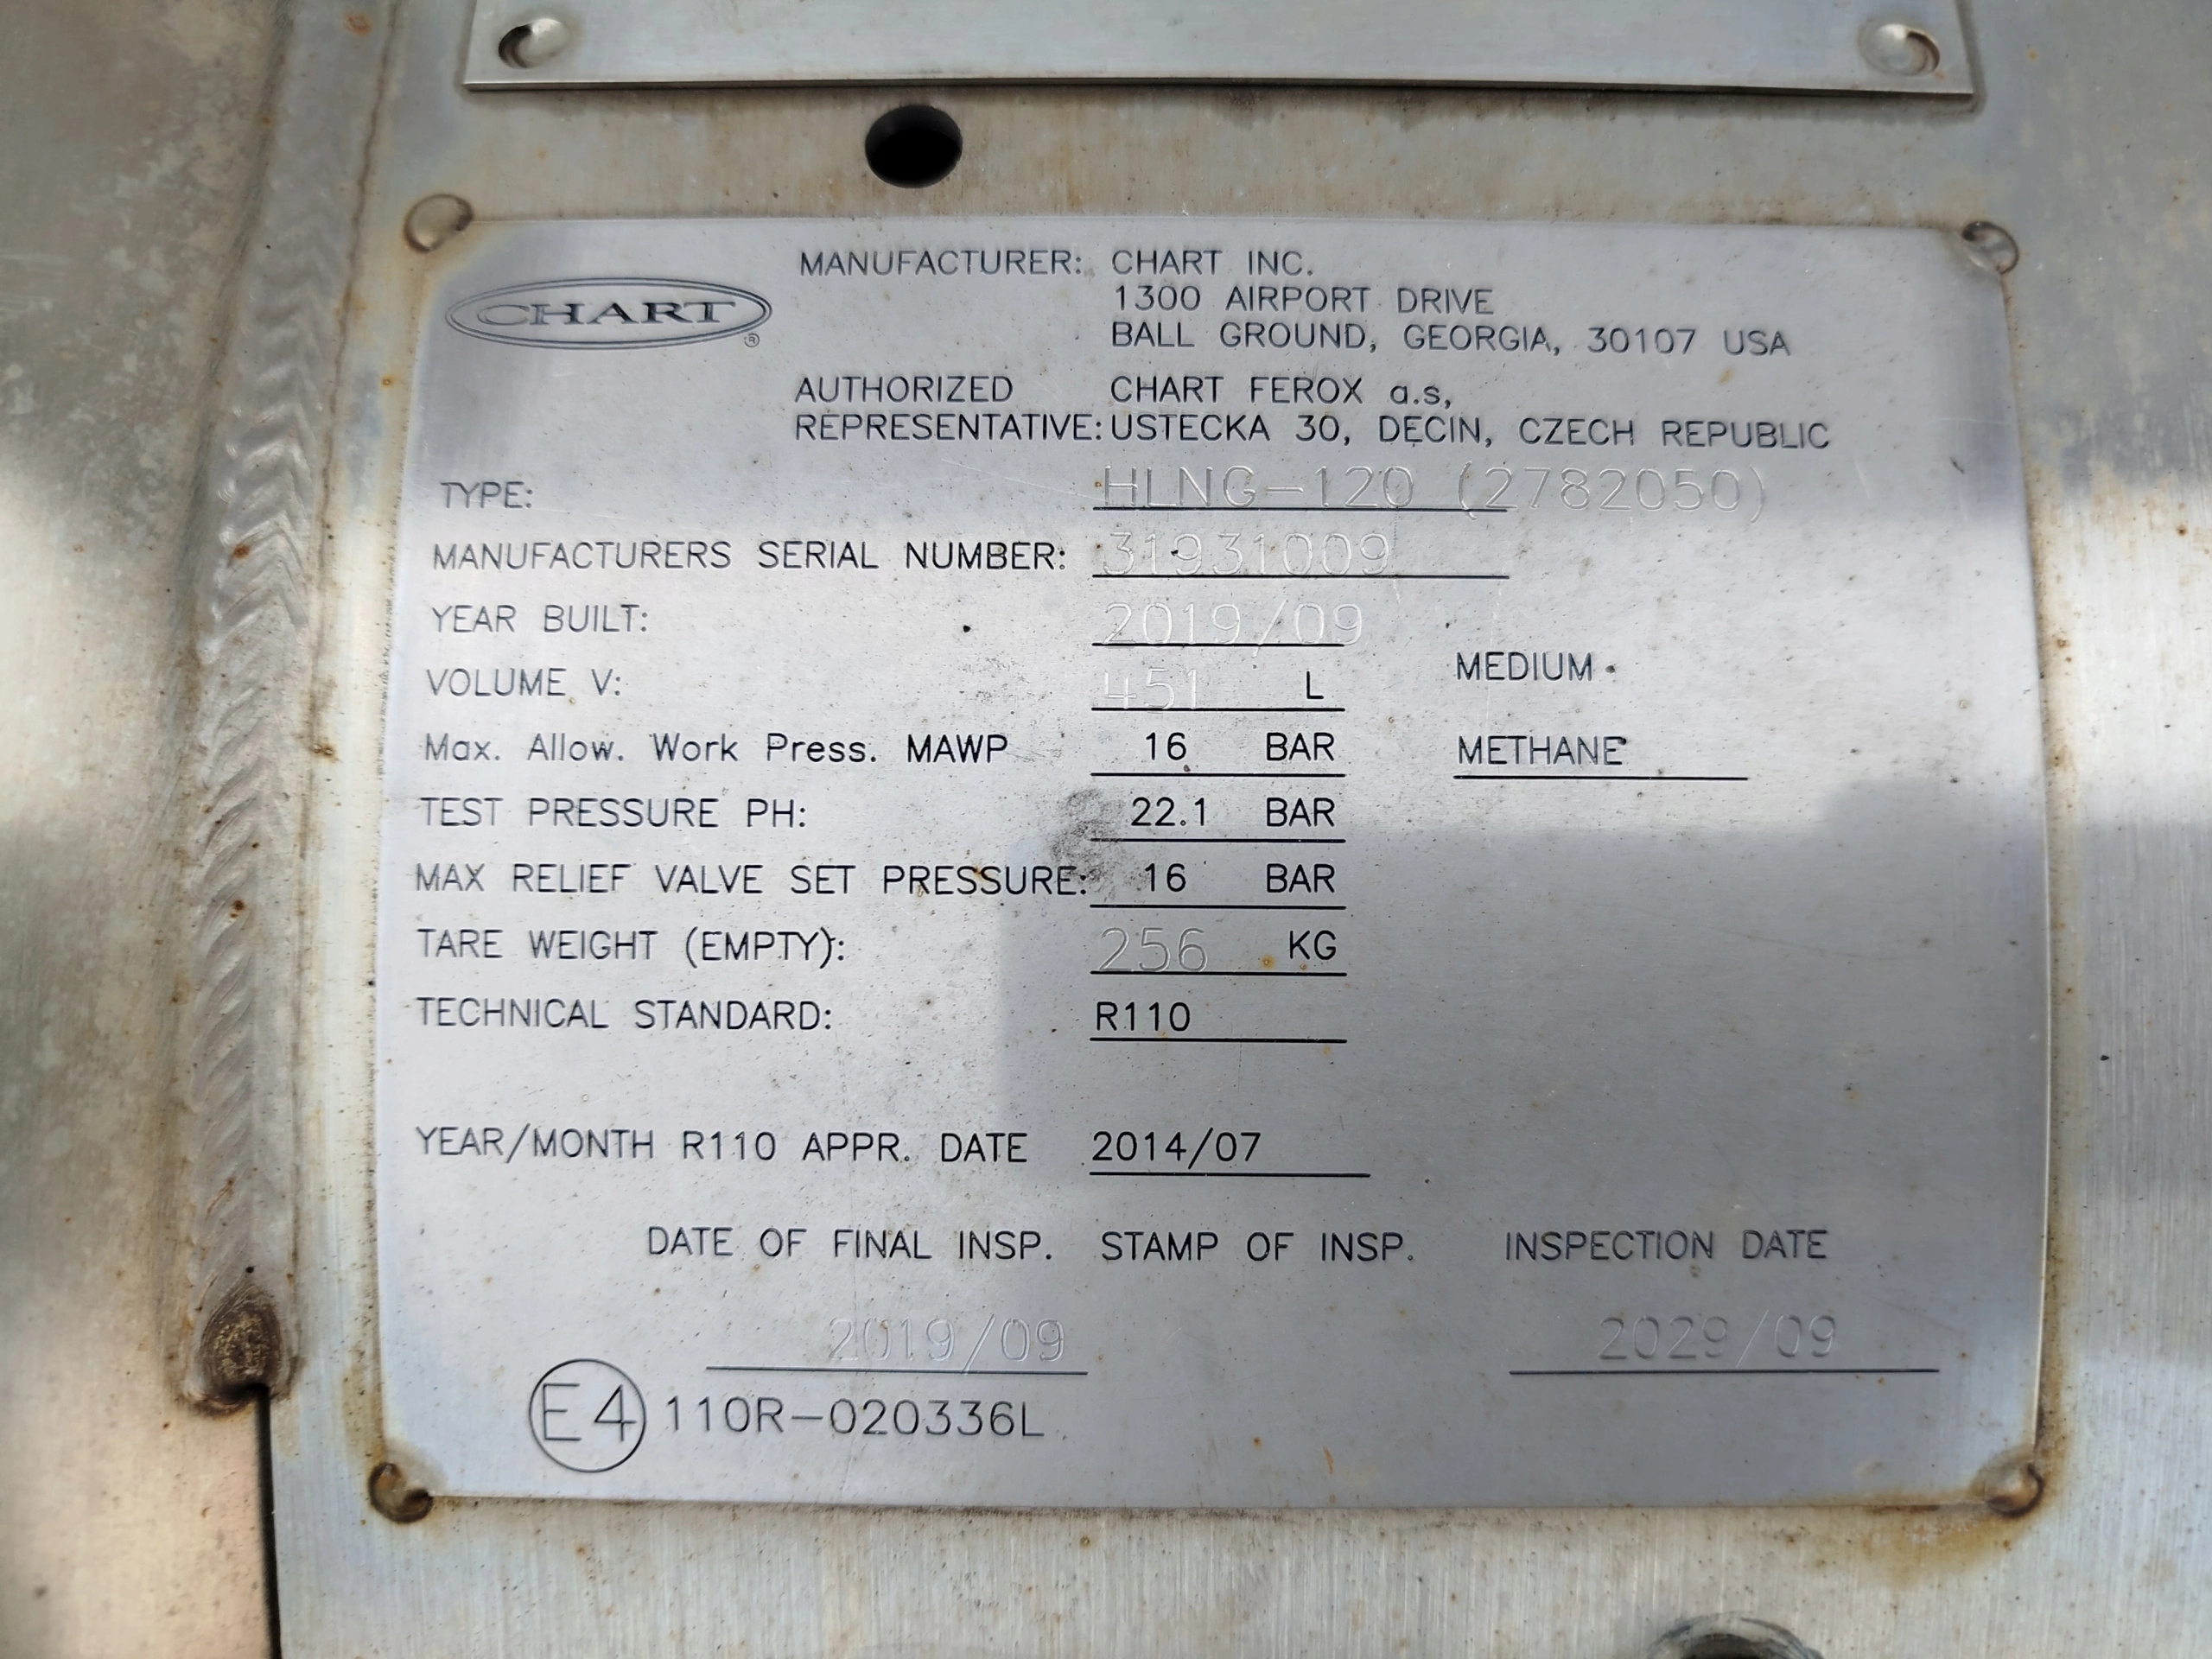 CHART ®
MANUFACTURER: CHART INC.
1300 AIRPORT DRIVE
BALL GROUND, GEORGIA, 30107 USA
AUTHORIZED CHART FEROX a.s,
REPRESENTATIVE: USTECKA 30, DECIN, CZECH REPUBLIC
TYPE: HLNG-120 (2782050)
MANUFACTURERS SERIAL NUMBER: 31931009
YEAR BUILT: 2019/09
VOLUME V: 451 L
MEDIUM
Max. Allow. Work Press. MAWP 16 BAR METHANE
TEST PRESSURE PH: 22.1 BAR
MAX RELIEF VALVE SET PRESSURE: 16 BAR
TARE WEIGHT (EMPTY): 256 KG
TECHNICAL STANDARD: R110
YEAR/MONTH R110 APPR. DATE 2014/07
DATE OF FINAL INSP. STAMP OF INSP. INSPECTION DATE
2019/09 2029/09
E4 110R-020336L